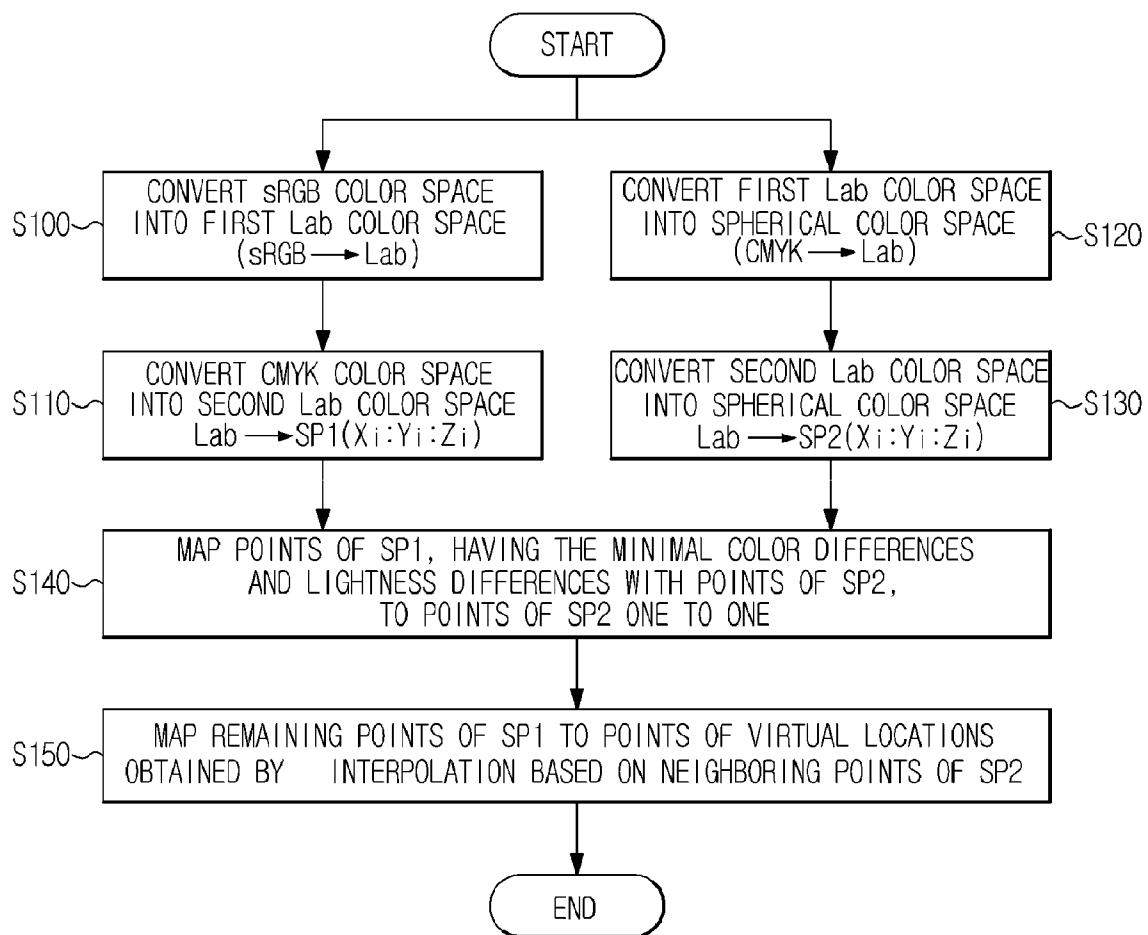 START
S100
CONVERT sRGB COLOR SPACE
INTO FIRST Lab COLOR SPACE
(sRGB → Lab)
CONVERT FIRST Lab COLOR SPACE
INTO SPHERICAL COLOR SPACE
(CMYK → Lab)
S120
S110
CONVERT CMYK COLOR SPACE
INTO SECOND Lab COLOR SPACE
Lab → SP1(Xi:Yi:Zi)
CONVERT SECOND Lab COLOR SPACE
INTO SPHERICAL COLOR SPACE
Lab → SP2(Xi:Yi:Zi)
S130
S140
MAP POINTS OF SP1, HAVING THE MINIMAL COLOR DIFFERENCES
AND LIGHTNESS DIFFERENCES WITH POINTS OF SP2,
TO POINTS OF SP2 ONE TO ONE
S150
MAP REMAINING POINTS OF SP1 TO POINTS OF VIRTUAL LOCATIONS
OBTAINED BY INTERPOLATION BASED ON NEIGHBORING POINTS OF SP2
END